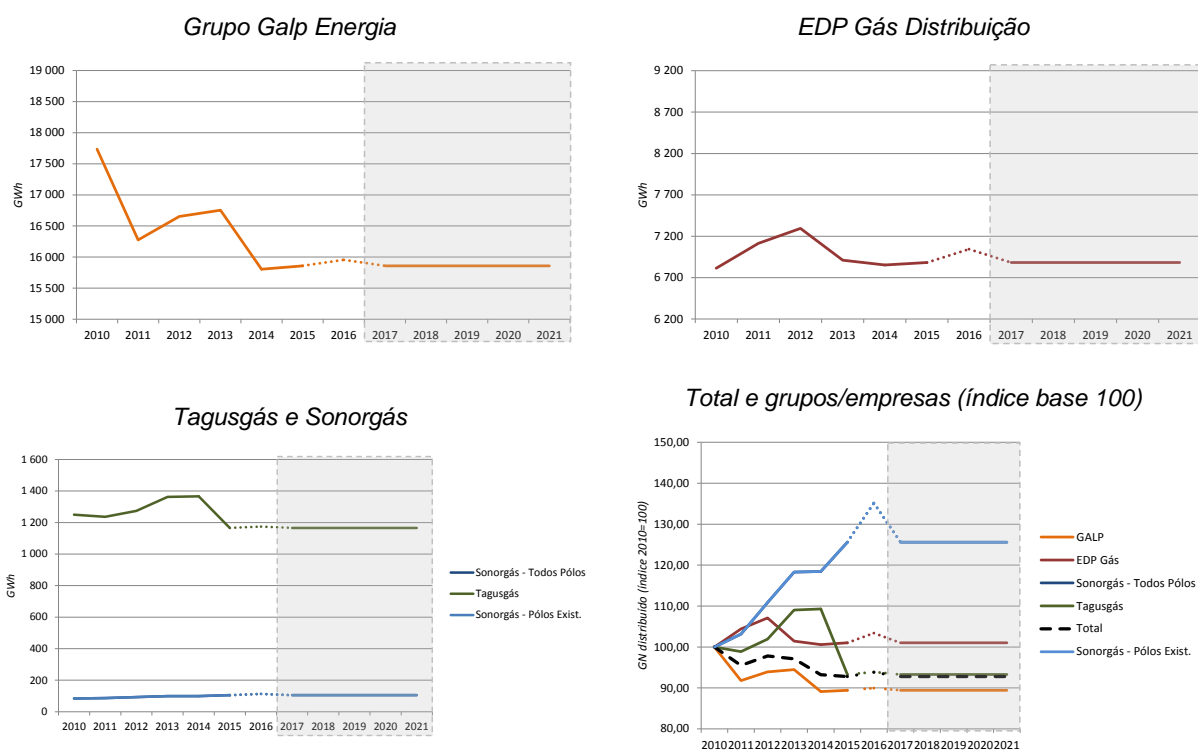 Grupo Galp Energia
19 000
18 500
18 000
17 500
17 000
16 500
16 000
15 500
15 000
GWh
2010 2011 2012 2013 2014 2015 2016 2017 2018 2019 2020 2021
EDP Gás Distribuição
9 200
8 700
8 200
7 700
7 200
6 700
6 200
GWh
2010 2011 2012 2013 2014 2015 2016 2017 2018 2019 2020 2021
Tagusgás e Sonorgás
1 600
1 400
1 200
1 000
800
600
400
200
0
GWh
2010 2011 2012 2013 2014 2015 2016 2017 2018 2019 2020 2021
Sonorgás - Todos Pólos
Tagusgás
Sonorgás - Pólos Exist.
Total e grupos/empresas (índice base 100)
150,00
140,00
130,00
120,00
110,00
100,00
90,00
80,00
GN distribuído (índice 2010=100)
2010 2011 2012 2013 2014 2015 2016 2017 2018 2019 2020 2021
GALP
EDP Gás
Sonorgás - Todos Pólos
Tagusgás
Total
Sonorgás - Pólos Exist.